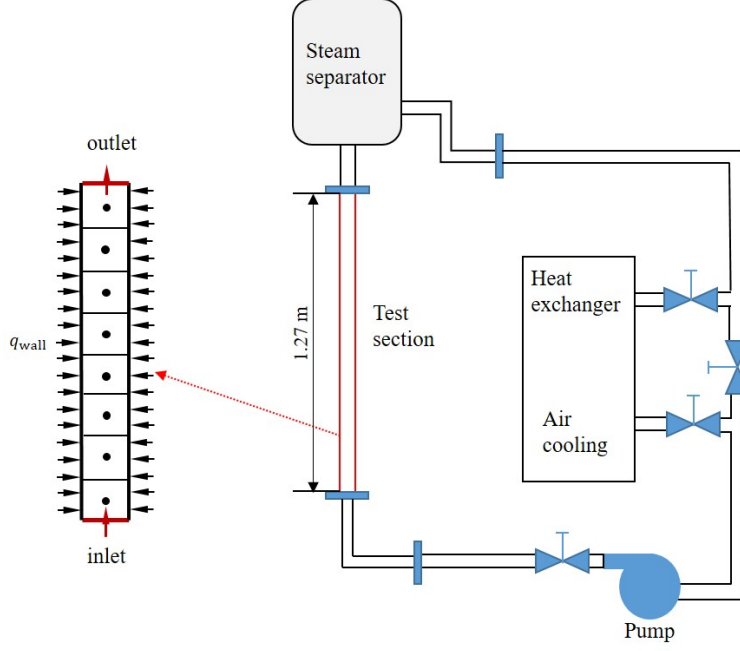 Steam
separator
outlet
q_wall
inlet
1.27 m
Test
section
Heat
exchanger
Air
cooling
Pump